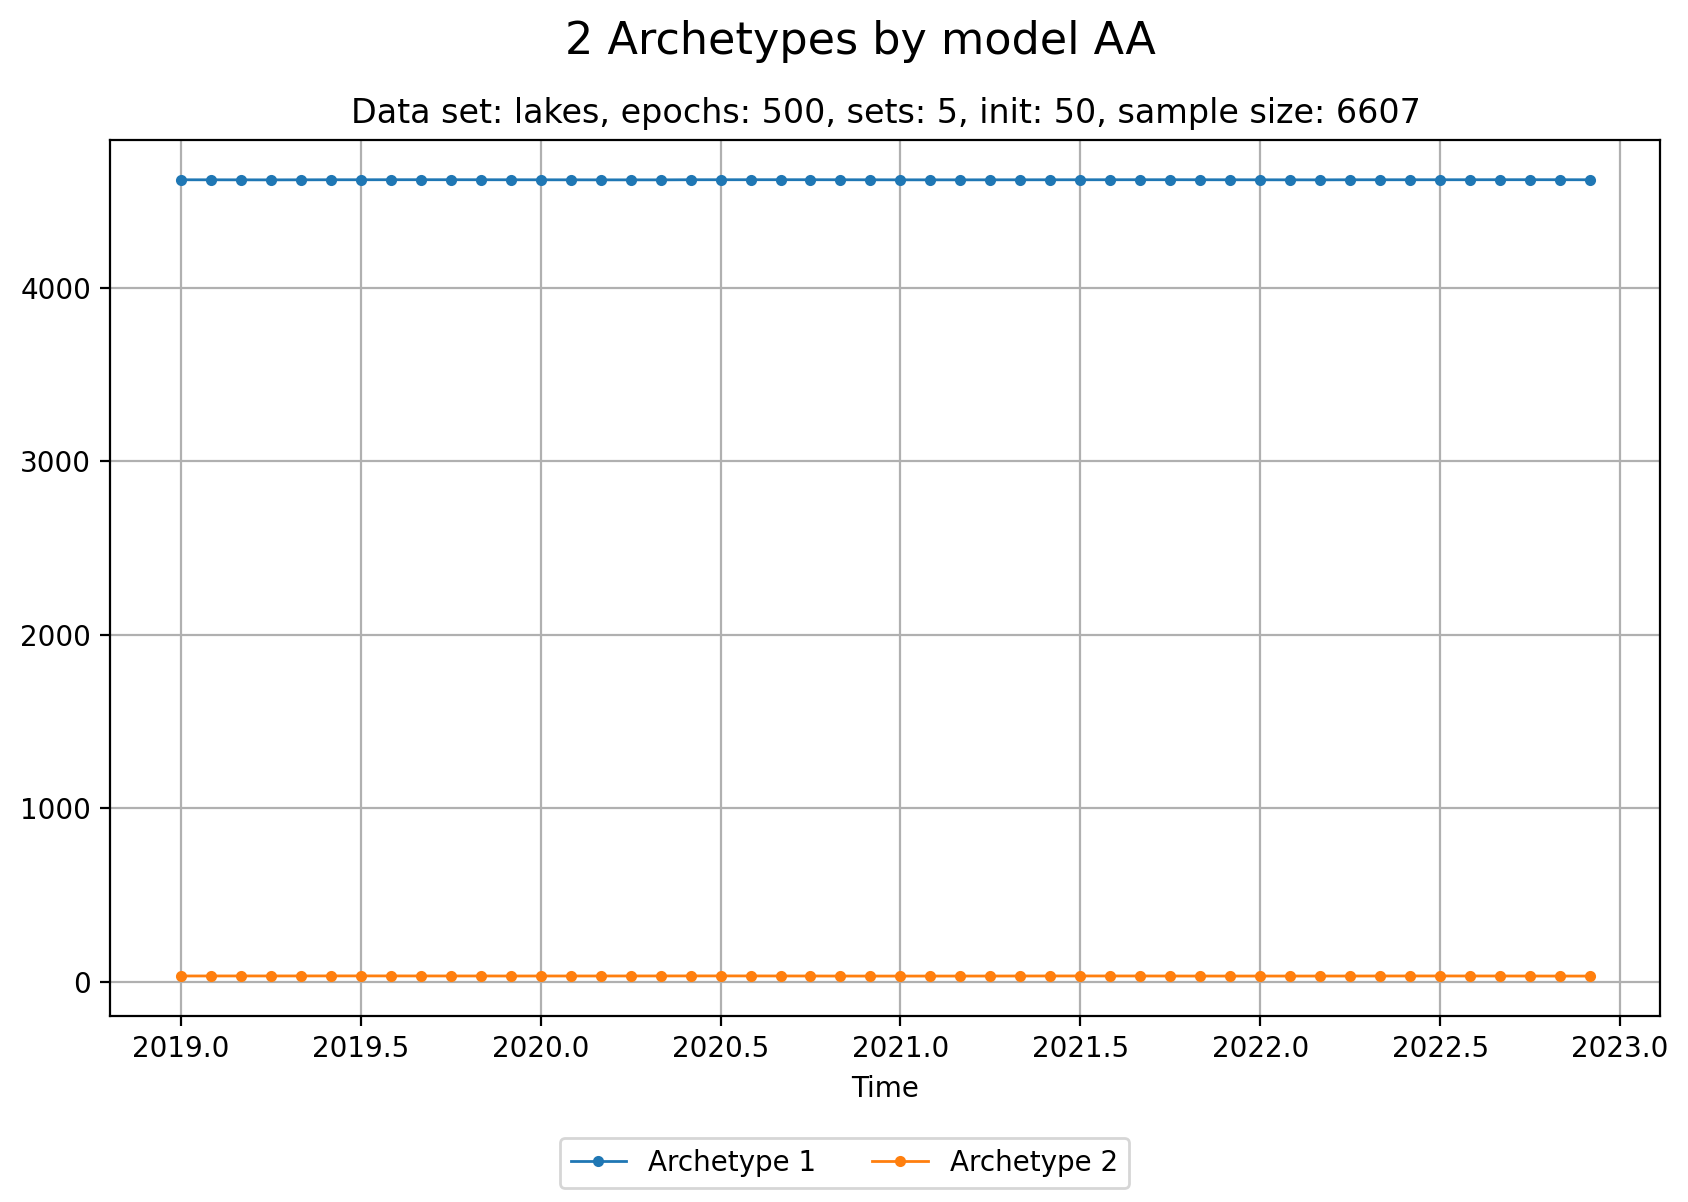 2 Archetypes by model AA
Data set: lakes, epochs: 500, sets: 5, init: 50, sample size: 6607
4000
3000
2000
1000
0
2019.0 2019.5 2020.0 2020.5 2021.0 2021.5 2022.0 2022.5 2023.0
Time
Archetype 1 Archetype 2